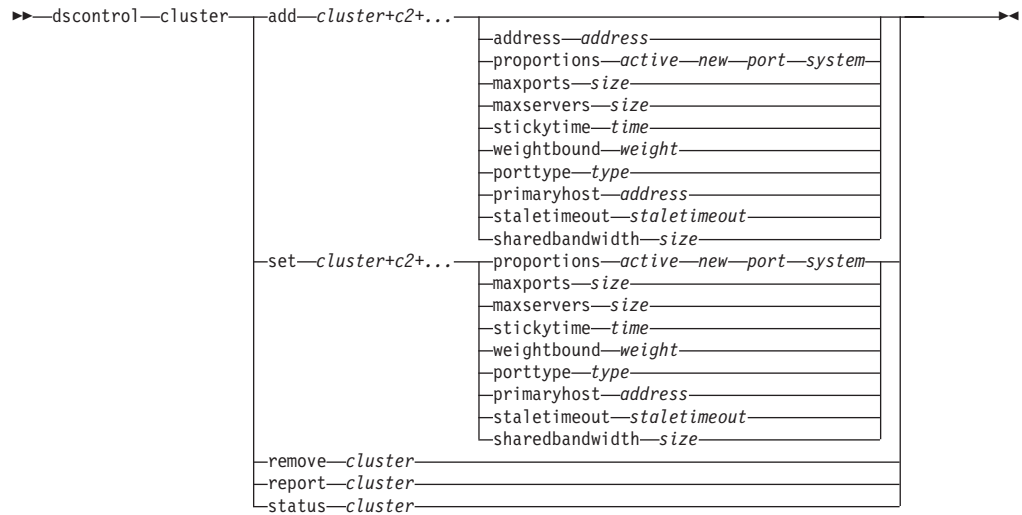 dscontrol cluster add cluster+c2+...
address address
proportions active new port system
maxports size
maxservers size
stickytime time
weightbound weight
porttype type
primaryhost address
staletimeout staletimeout
sharedbandwidth size
set cluster+c2+... proportions active new port system
maxports size
maxservers size
stickytime time
weightbound weight
porttype type
primaryhost address
staletimeout staletimeout
sharedbandwidth size
remove cluster
report cluster
status cluster